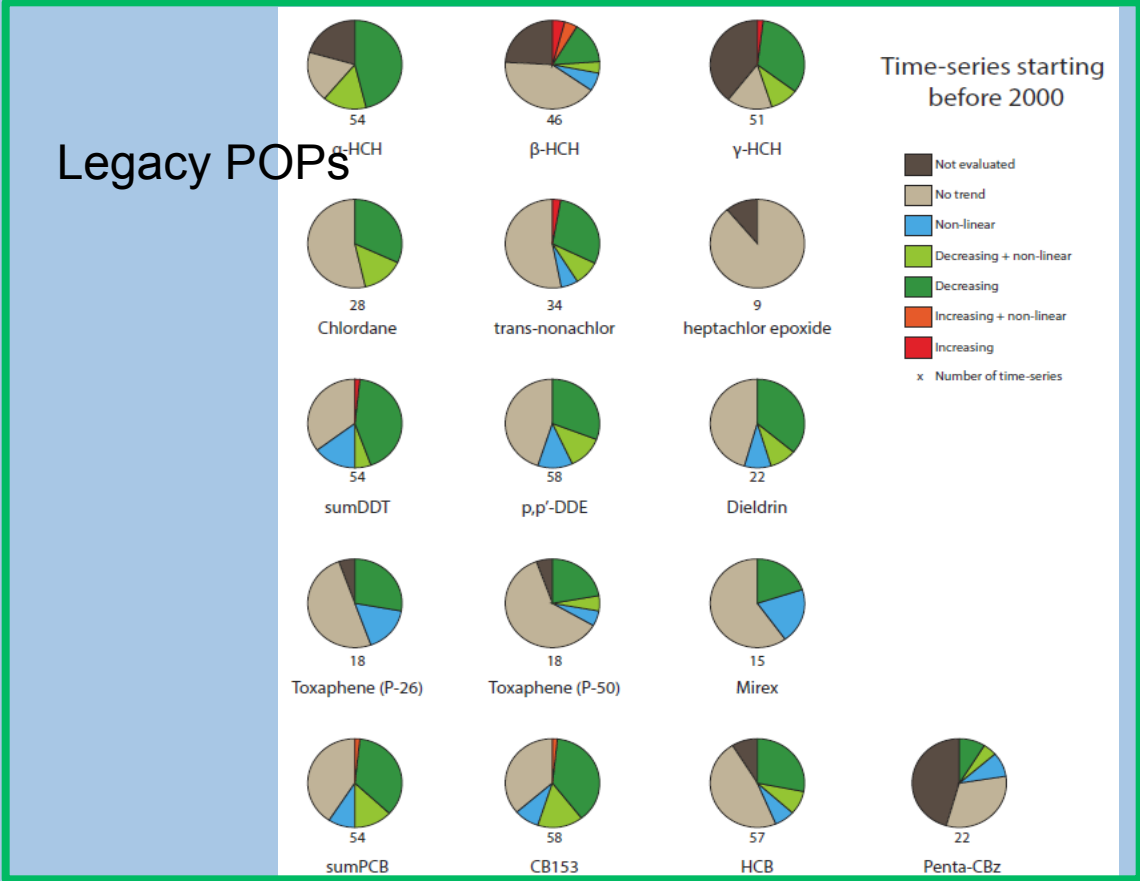 Legacy POPs
Time-series starting
before 2000
54
α-HCH
46
β-HCH
51
γ-HCH
Not evaluated
No trend
Non-linear
Decreasing + non-linear
Decreasing
Increasing + non-linear
Increasing
x Number of time-series
28
Chlordane
34
trans-nonachlor
9
heptachlor epoxide
54
sumDDT
58
p,p'-DDE
22
Dieldrin
18
Toxaphene (P-26)
18
Toxaphene (P-50)
15
Mirex
54
sumPCB
58
CB153
57
HCB
22
Penta-CBz